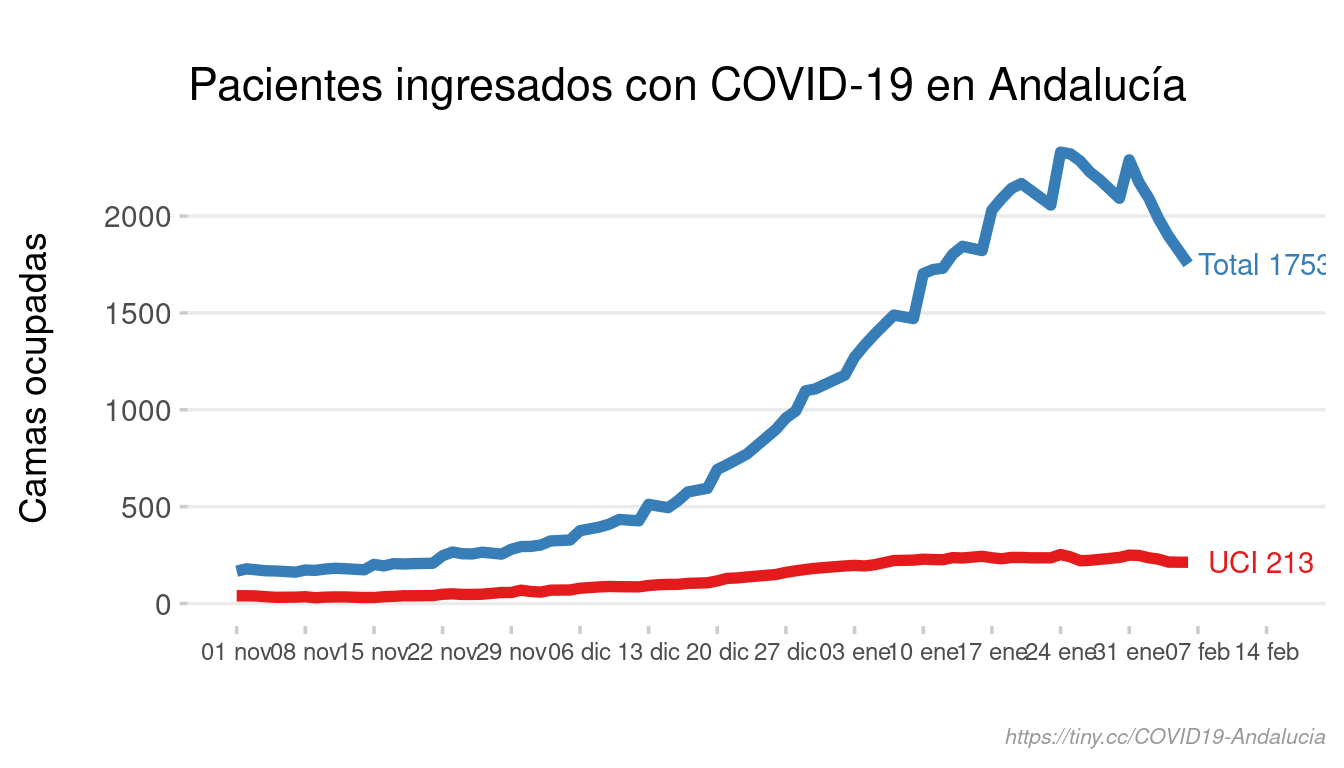 Pacientes ingresados con COVID-19 en Andalucía
Camas ocupadas
2000
1500
1000
500
0
Total 1753
UCI 213
01 nov 08 nov 15 nov 22 nov 29 nov 06 dic 13 dic 20 dic 27 dic 03 ene 10 ene 17 ene 24 ene 31 ene 07 feb 14 feb
https://tiny.cc/COVID19-Andalucia